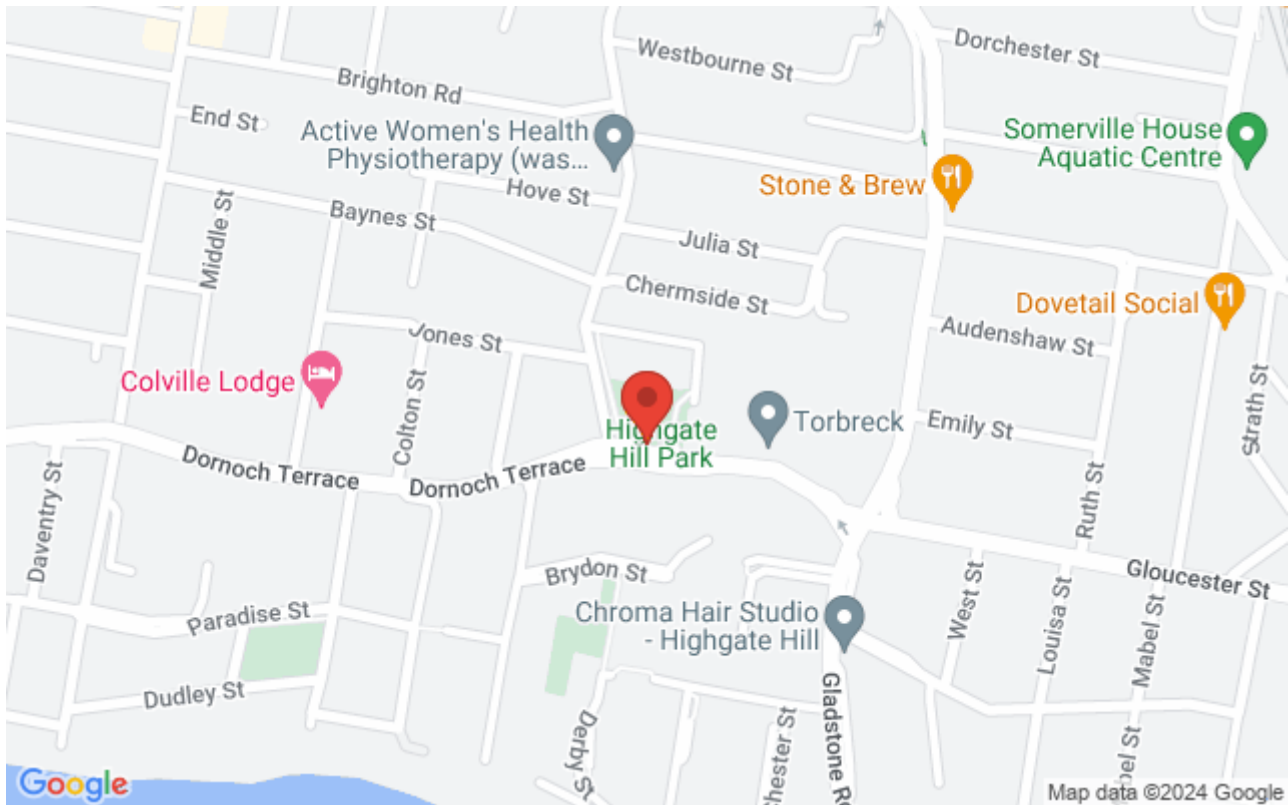 Westbourne St
Dorchester St
Brighton Rd
End St
Active Women's Health
Physiotherapy (was...
Somerville House
Aquatic Centre
Stone & Brew
Hove St
Middle St
Baynes St
Julia St
Chermside St
Dovetail Social
Audenshaw St
Jones St
Colville Lodge
Colton St
Strath St
Highgate
Hill Park
Torbreck
Emily St
Dornoch Terrace
Dornoch Terrace
Daventry St
Ruth St
Brydon St
Gloucester St
Paradise St
Chroma Hair Studio
- Highgate Hill
West St
Louisa St
Mabel St
Dudley St
Derby St
chester St
Gladstone Rd
bel St
Google
Map data ©2024 Google